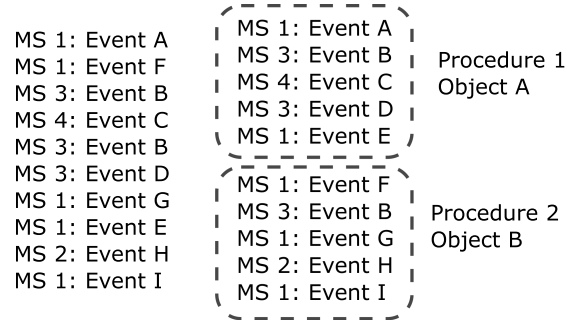 MS 1: Event A
MS 1: Event F
MS 3: Event B
MS 4: Event C
MS 3: Event B
MS 3: Event D
MS 1: Event G
MS 1: Event E
MS 2: Event H
MS 1: Event I
MS 1: Event A
MS 3: Event B
MS 4: Event C
MS 3: Event D
MS 1: Event E
Procedure 1
Object A
MS 1: Event F
MS 3: Event B
MS 1: Event G
MS 2: Event H
MS 1: Event I
Procedure 2
Object B